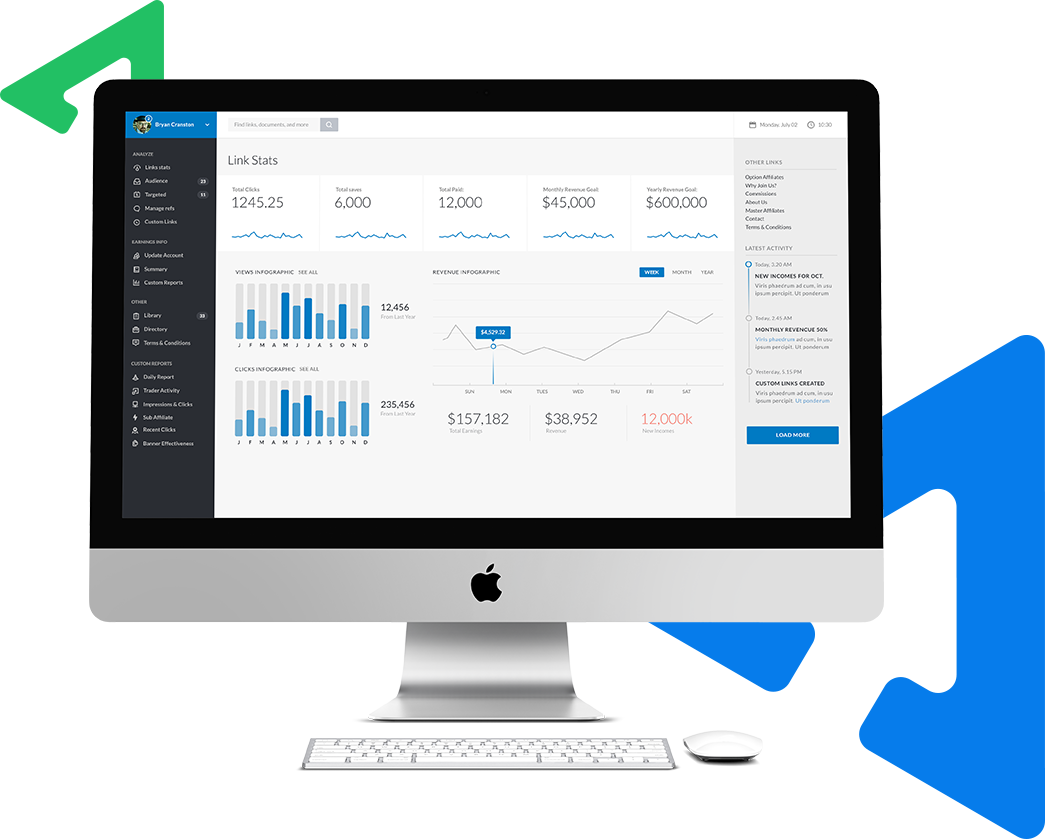 Bryan Cranston
Find links, documents, and more
Monday, July 02
10:30
ANALYZE
Links stats
Audience
23
Targeted
11
Manage refs
Custom Links
EARNINGS INFO
Update Account
Summary
Custom Reports
OTHER
Library
38
Directory
Terms & Conditions
CUSTOM REPORTS
Daily Report
Trader Activity
Impressions & Clicks
Sub Affiliate
Recent Clicks
Banner Effectiveness
Link Stats
Total Clicks
1245.25
Total saves
6,000
Total Paid:
12,000
Monthly Revenue Goal:
$45,000
Yearly Revenue Goal:
$600,000
VIEWS INFOGRAPHIC SEE ALL
12,456
From Last Year
J F M A M J J A S O N D
CLICKS INFOGRAPHIC SEE ALL
235,456
From Last Year
J F M A M J J A S O N D
REVENUE INFOGRAPHIC
WEEK MONTH YEAR
$4,529.32
SUN MON TUES WED THU FRI SAT
$157,182
Total Earnings
$38,952
Revenue
12,000k
New Incomes
OTHER LINKS
Option Affiliates
Why Join Us?
Commissions
About Us
Master Affiliates
Contact
Terms & Conditions
LATEST ACTIVITY
Today, 3.20 AM
NEW INCOMES FOR OCT.
Viris phaedrum ad cum, in usu
ipsum percipit. Ut ponderum
Today, 2.45 AM
MONTHLY REVENCUE 50%
Viris phaedrum ad cum, in usu
ipsum percipit. Ut ponderum
Yesterday, 5.15 PM
CUSTOM LINKS CREATED
Viris phaedrum ad cum, in usu
ipsum percipit. Ut ponderum
LOAD MORE